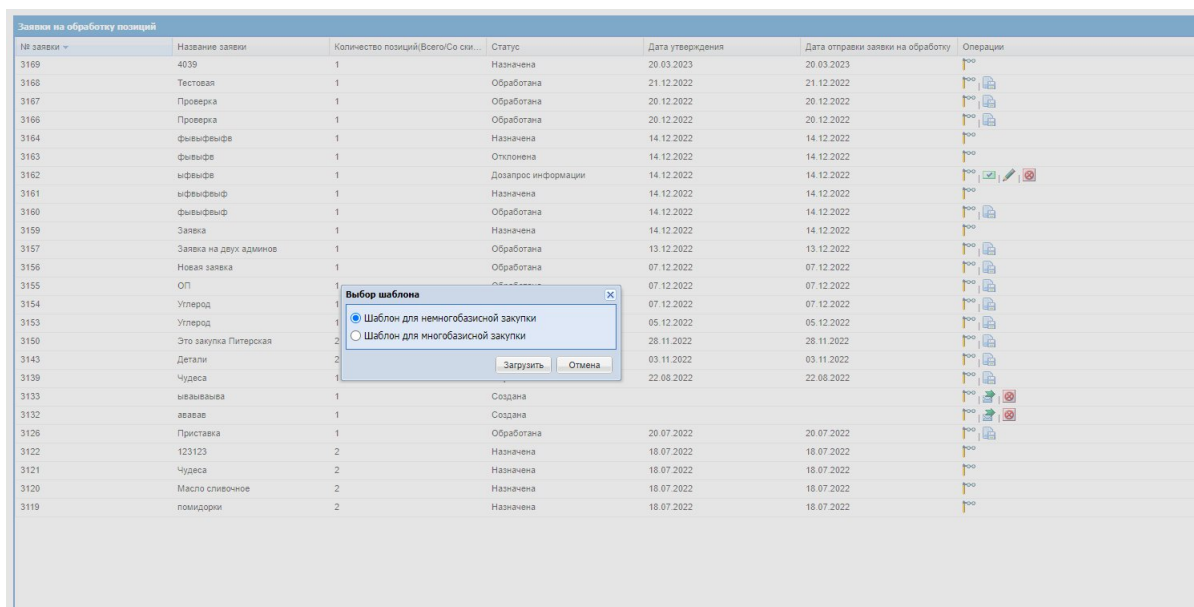 Заявки на обработку позиций
№ заявки Название заявки Количество позиций(Всего/Со ски... Статус Дата утверждения Дата отправки заявки на обработку Операции
3169 4039 1 Назначена 20.03.2023 20.03.2023
3168 Тестовая 1 Обработана 21.12.2022 21.12.2022
3167 Проверка 1 Обработана 20.12.2022 20.12.2022
3166 Проверка 1 Обработана 20.12.2022 20.12.2022
3164 фывыфвыфв 1 Назначена 14.12.2022 14.12.2022
3163 фывыфв 1 Отклонена 14.12.2022 14.12.2022
3162 ыфвыфв 1 Дозапрос информации 14.12.2022 14.12.2022
3161 ыфвыфвыф 1 Назначена 14.12.2022 14.12.2022
3160 фывыфвыф 1 Обработана 14.12.2022 14.12.2022
3159 Заявка 1 Назначена 14.12.2022 14.12.2022
3157 Заявка на двух админов 1 Обработана 13.12.2022 13.12.2022
3156 Новая заявка 1 Обработана 07.12.2022 07.12.2022
3155 ОП 1 07.12.2022 07.12.2022
3154 Углерод 1 07.12.2022 07.12.2022
3153 Углерод 1 05.12.2022 05.12.2022
3150 Это закупка Питерская 2 28.11.2022 28.11.2022
3143 Детали 2 03.11.2022 03.11.2022
3139 Чудеса 1 22.08.2022 22.08.2022
3133 ываываыва 1 Создана
3132 ававав 1 Создана
3126 Приставка 1 Обработана 20.07.2022 20.07.2022
3122 123123 2 Назначена 18.07.2022 18.07.2022
3121 Чудеса 2 Назначена 18.07.2022 18.07.2022
3120 Масло сливочное 2 Назначена 18.07.2022 18.07.2022
3119 помидорки 2 Назначена 18.07.2022 18.07.2022
Выбор шаблона
Шаблон для немногобазисной закупки
Шаблон для многобазисной закупки
Загрузить Отмена